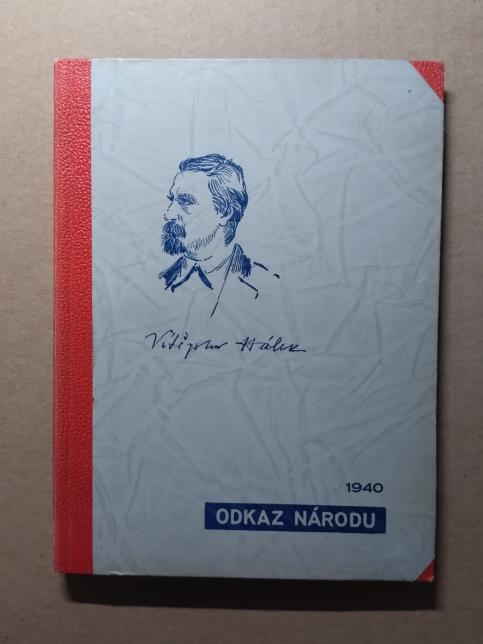 Vítězslav Hálek
1940
ODKAZ NÁRODU